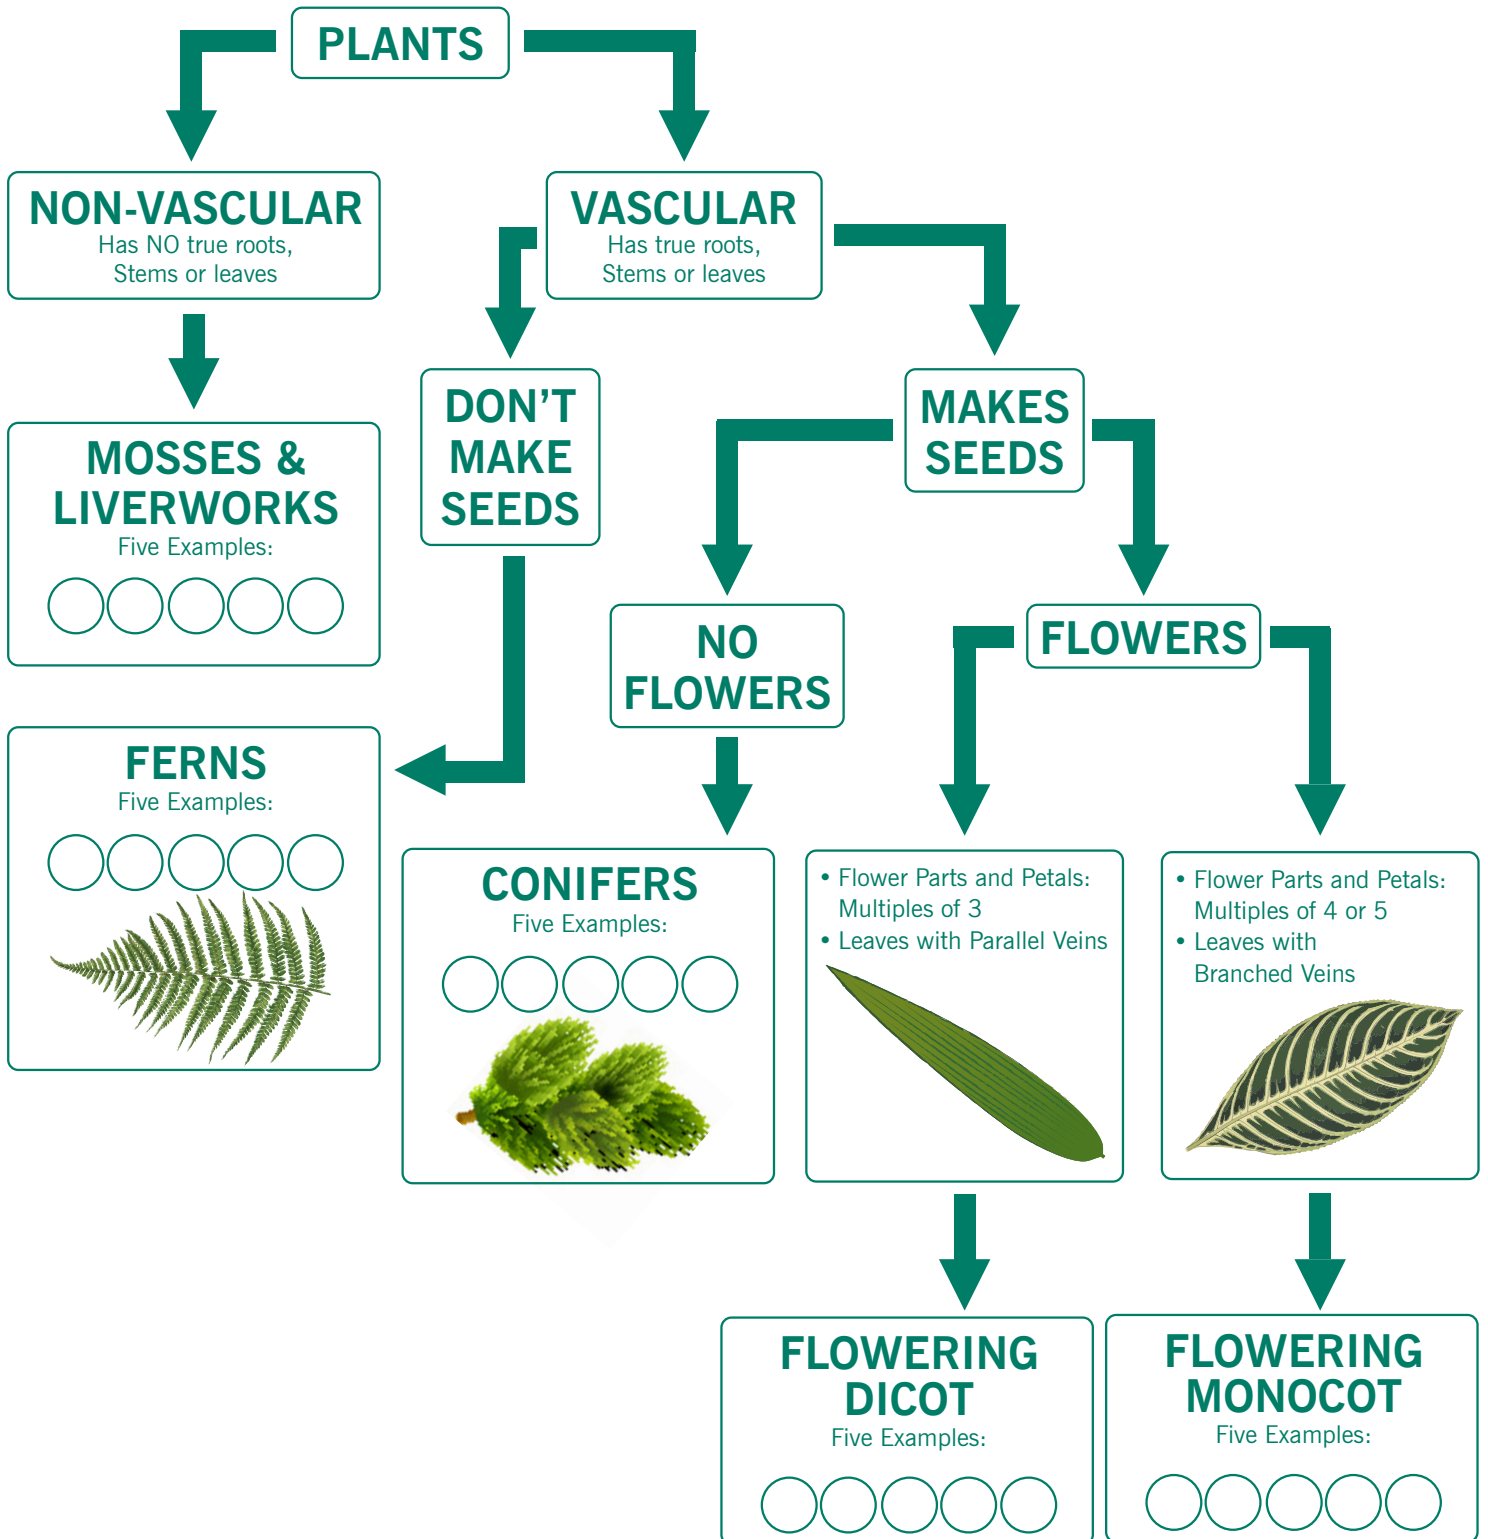 PLANTS
NON-VASCULAR
Has NO true roots,
Stems or leaves
VASCULAR
Has true roots,
Stems or leaves
MOSSES &
LIVERWORKS
Five Examples:
DON'T
MAKE
SEEDS
MAKES
SEEDS
NO
FLOWERS
FLOWERS
FERNS
Five Examples:
CONIFERS
Five Examples:
• Flower Parts and Petals:
Multiples of 3
• Leaves with Parallel Veins
• Flower Parts and Petals:
Multiples of 4 or 5
• Leaves with
Branched Veins
FLOWERING
DICOT
Five Examples:
FLOWERING
MONOCOT
Five Examples: